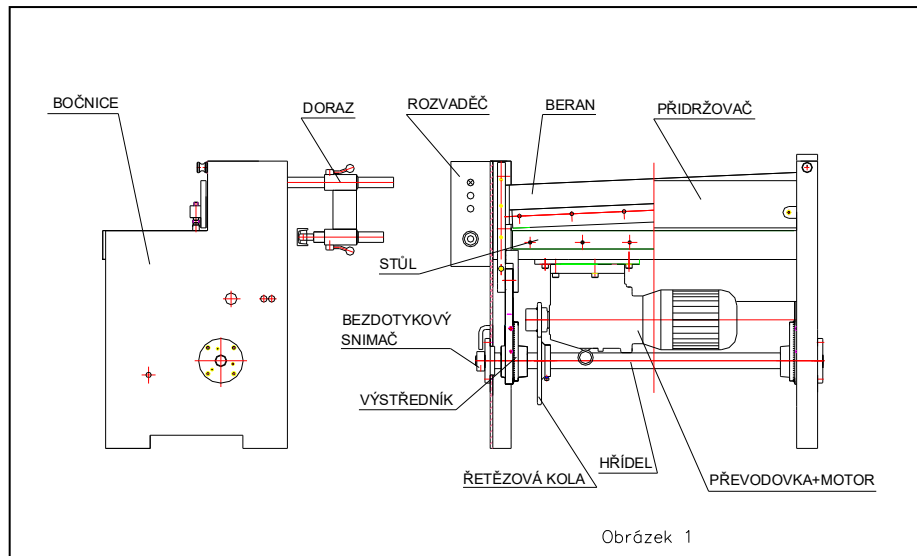 BOČNICE
DORAZ
ROZVADĚČ
BERAN
PŘIDRŽOVAČ
STŮL
BEZDOTYKOVÝ
SNIMAČ
VÝSTŘEDNÍK
ŘETĚZOVÁ KOLA
HŘÍDEL
PŘEVODOVKA+MOTOR
Obrázek 1